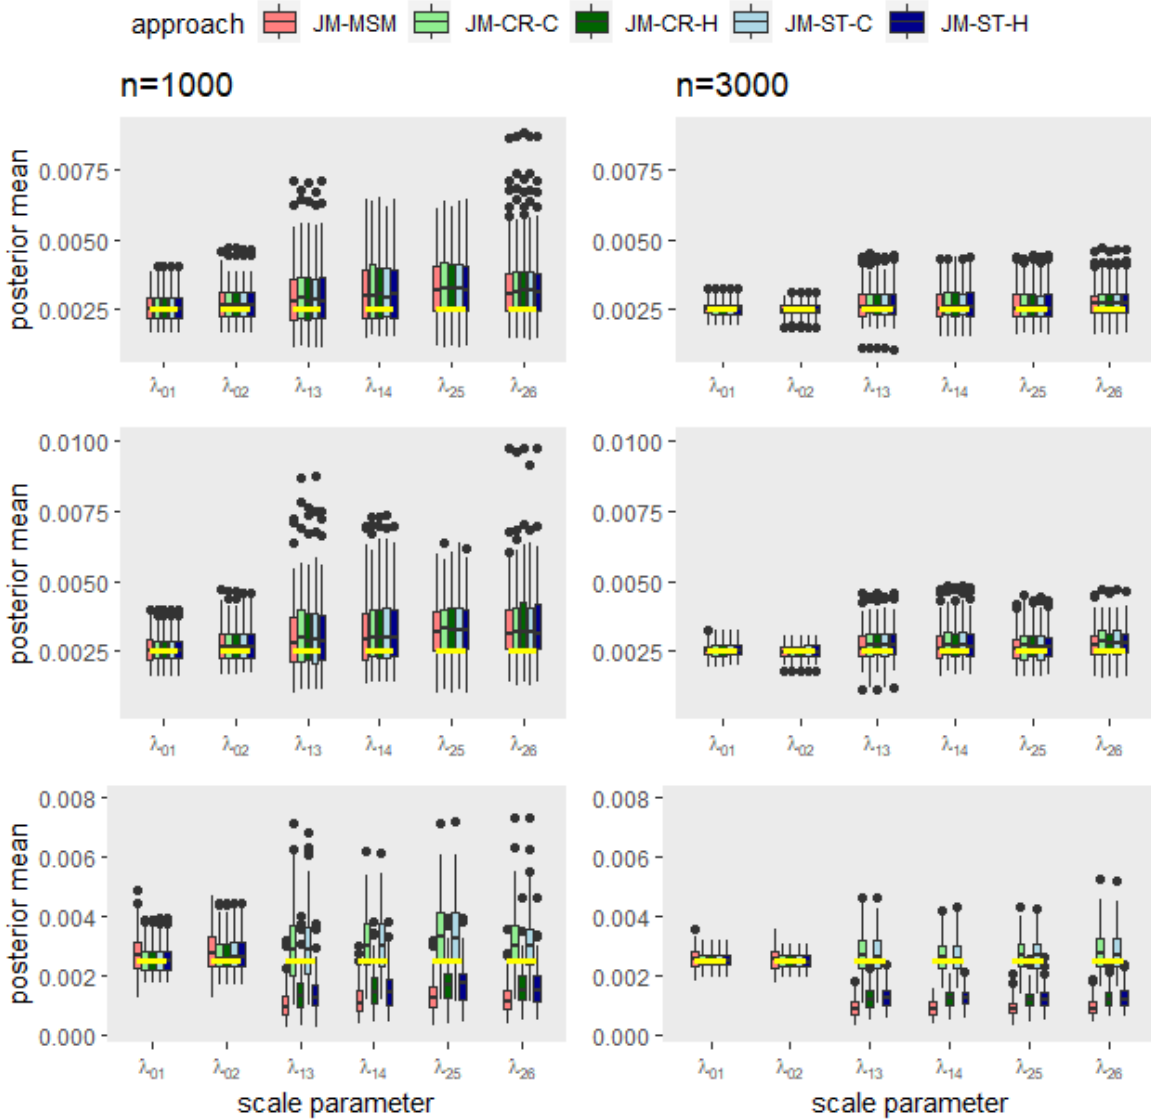 approach JM-MSM JM-CR-C JM-CR-H JM-ST-C JM-ST-H
n=1000 n=3000
posterior mean
0.0075
0.0050
0.0025
λ₀₁ λ₀₂ λ₁₃ λ₁₄ λ₂₅ λ₂₆
0.0075
0.0050
0.0025
λ₀₁ λ₀₂ λ₁₃ λ₁₄ λ₂₅ λ₂₆
posterior mean
0.0100
0.0075
0.0050
0.0025
λ₀₁ λ₀₂ λ₁₃ λ₁₄ λ₂₅ λ₂₆
0.0100
0.0075
0.0050
0.0025
λ₀₁ λ₀₂ λ₁₃ λ₁₄ λ₂₅ λ₂₆
posterior mean
0.008
0.006
0.004
0.002
0.000
λ₀₁ λ₀₂ λ₁₃ λ₁₄ λ₂₅ λ₂₆
scale parameter
0.008
0.006
0.004
0.002
0.000
λ₀₁ λ₀₂ λ₁₃ λ₁₄ λ₂₅ λ₂₆
scale parameter